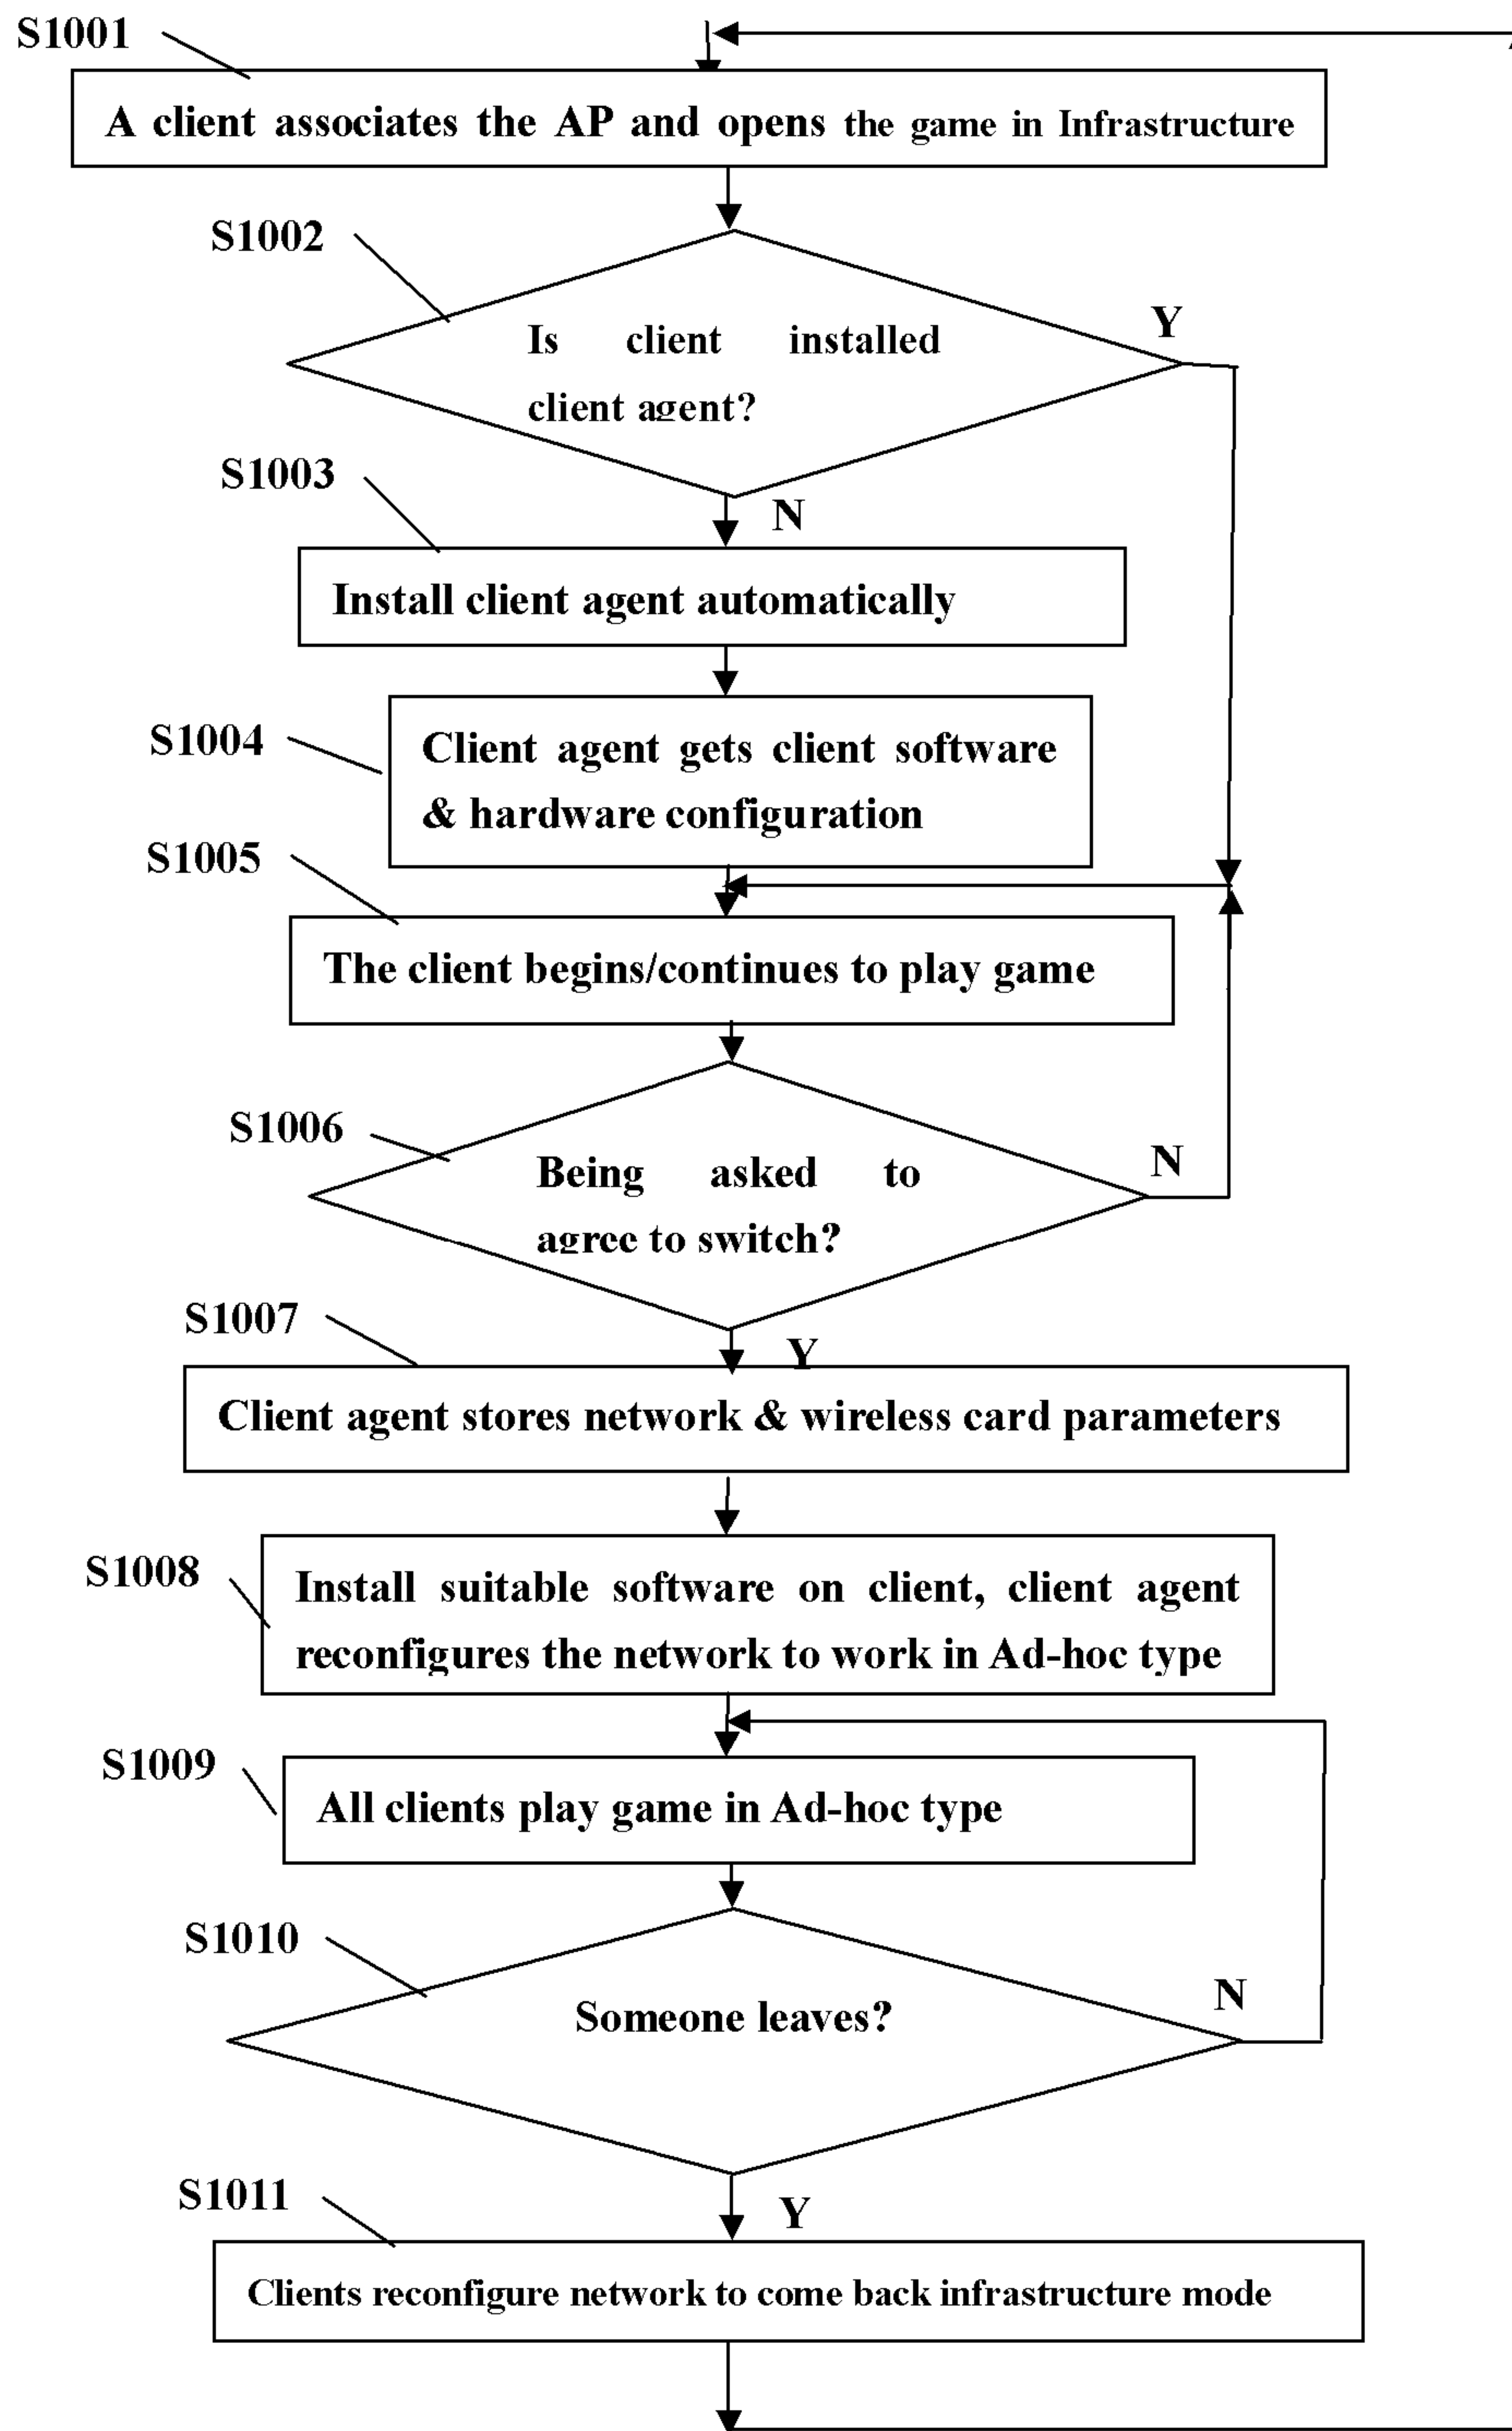 S1001
A client associates the AP and opens the game in Infrastructure
S1002
Y
Is client installed
client agent?
S1003
N
Install client agent automatically
S1004
Client agent gets client software
& hardware configuration
S1005
The client begins/continues to play game
S1006
N
Being asked to
agree to switch?
S1007
Y
Client agent stores network & wireless card parameters
S1008
Install suitable software on client, client agent
reconfigures the network to work in Ad-hoc type
S1009
All clients play game in Ad-hoc type
S1010
N
Someone leaves?
S1011
Y
Clients reconfigure network to come back infrastructure mode